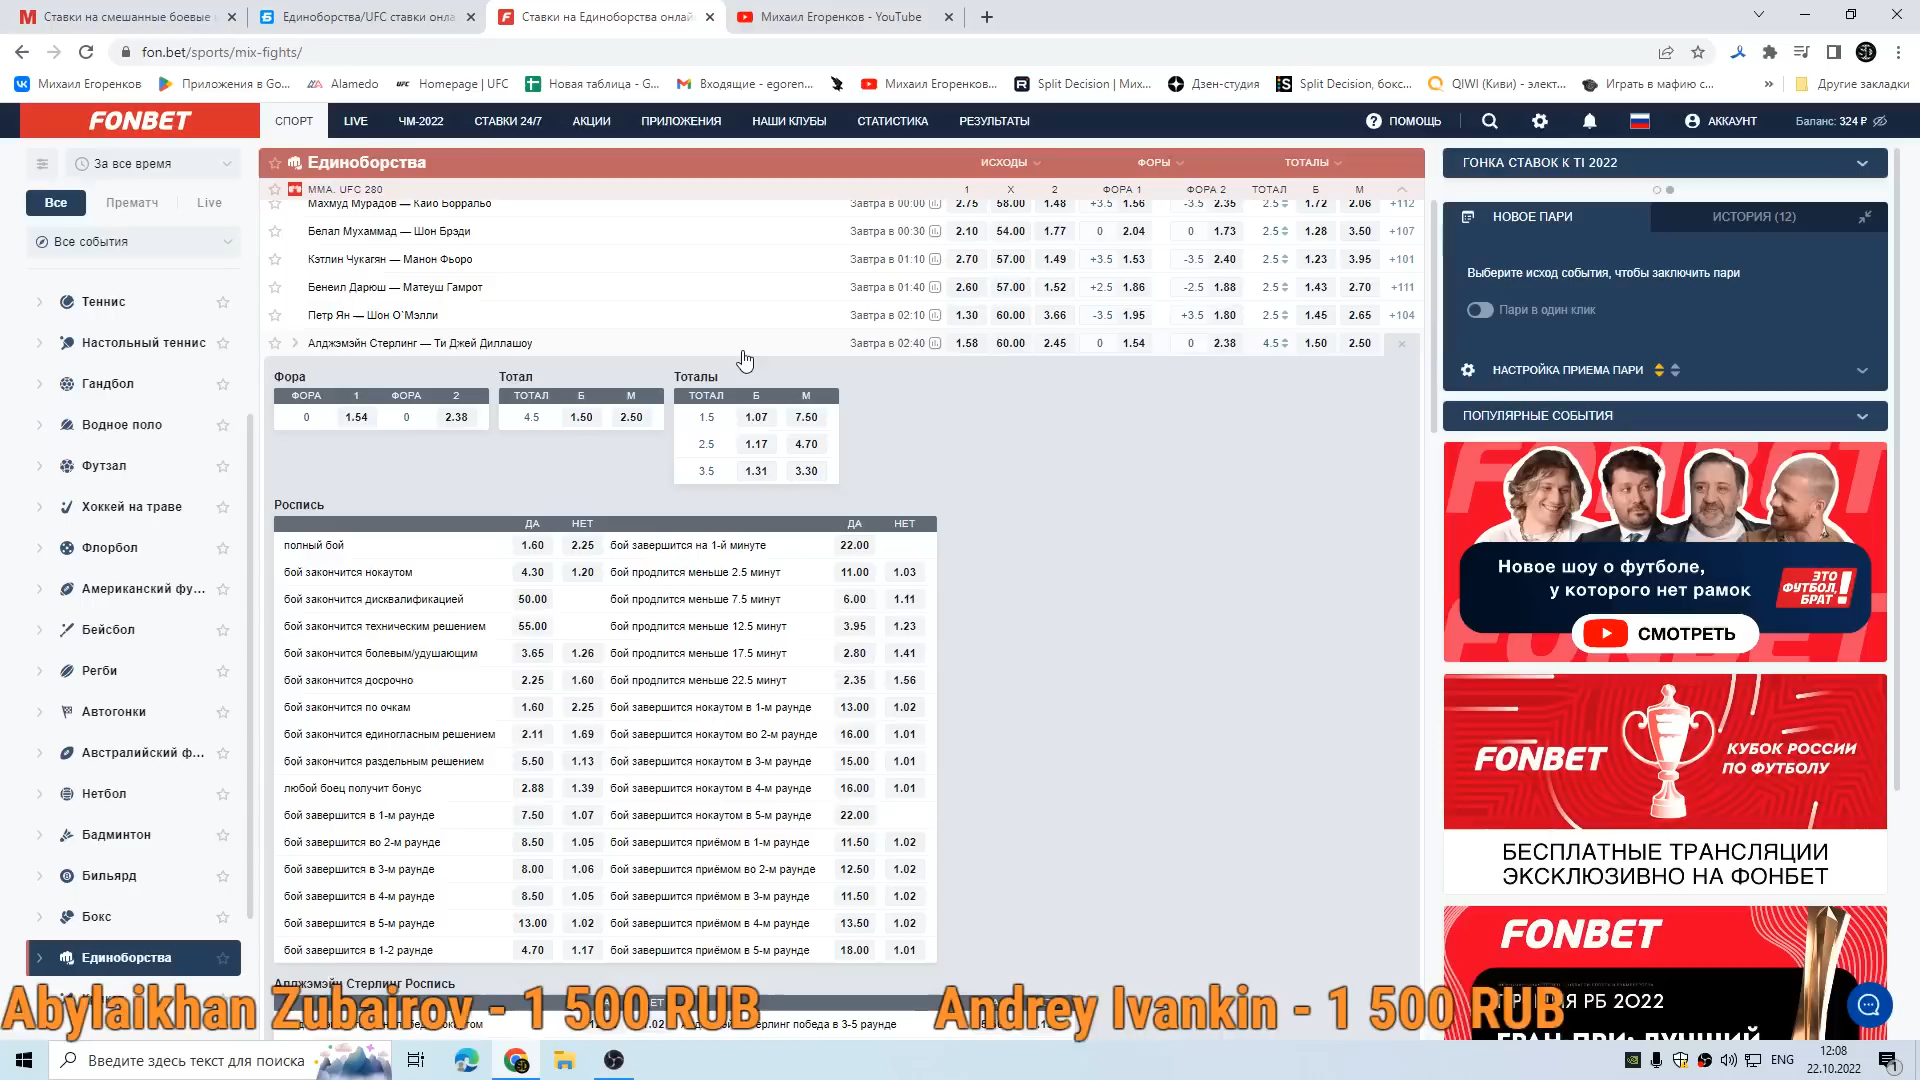 Ставки на смешанные боевые
Единоборства/UFC ставки онла
Ставки на Единоборства онлай
Михаил Егоренков - YouTube
fon.bet/sports/mix-fights/
Михаил Егоренков
Приложения в Go...
Alamedo
Homepage | UFC
Новая таблица - G...
Входящие - egoren...
Михаил Егоренков...
Split Decision | Мих...
Дзен-студия
Split Decision, бокс...
QIWI (Киви) - элект...
Играть в мафию с...
»
Другие закладки
FONBET
СПОРТ
LIVE
ЧМ-2022
СТАВКИ 24/7
АКЦИИ
ПРИЛОЖЕНИЯ
НАШИ КЛУБЫ
СТАТИСТИКА
РЕЗУЛЬТАТЫ
ПОМОЩЬ
АККАУНТ
Баланс: 324 ₽
За все время
Все Прематч Live
Все события
Теннис
Настольный теннис
Гандбол
Водное поло
Футзал
Хоккей на траве
Флорбол
Американский фу...
Бейсбол
Регби
Автогонки
Австралийский ф...
Нетбол
Бадминтон
Бильярд
Бокс
Единоборства
Единоборства ИСХОДЫ ФОРЫ ТОТАЛЫ
MMA. UFC 280 1 X 2 ФОРА 1 ФОРА 2 ТОТАЛ Б М
Махмуд Мурадов — Кайо Борральо Завтра в 00:00 2.75 58.00 1.48 +3.5 1.56 -3.5 2.35 2.5 1.72 2.06 +112
Белал Мухаммад — Шон Брэди Завтра в 00:30 2.10 54.00 1.77 0 2.04 0 1.73 2.5 1.28 3.50 +107
Кэтлин Чукагян — Манон Фьоро Завтра в 01:10 2.70 57.00 1.49 +3.5 1.53 -3.5 2.40 2.5 1.23 3.95 +101
Бенеил Дарюш — Матеуш Гамрот Завтра в 01:40 2.60 57.00 1.52 +2.5 1.86 -2.5 1.88 2.5 1.43 2.70 +111
Петр Ян — Шон О`Мэлли Завтра в 02:10 1.30 60.00 3.66 -3.5 1.95 +3.5 1.80 2.5 1.45 2.65 +104
Алджэмэйн Стерлинг — Ти Джей Диллашоу Завтра в 02:40 1.58 60.00 2.45 0 1.54 0 2.38 4.5 1.50 2.50
Фора Тотал Тоталы
ФОРА 1 ФОРА 2 ТОТАЛ Б М ТОТАЛ Б М
0 1.54 0 2.38 4.5 1.50 2.50 1.5 1.07 7.50
2.5 1.17 4.70
3.5 1.31 3.30
Роспись
ДА НЕТ ДА НЕТ
полный бой 1.60 2.25 бой завершится на 1-й минуте 22.00
бой закончится нокаутом 4.30 1.20 бой продлится меньше 2.5 минут 11.00 1.03
бой закончится дисквалификацией 50.00 бой продлится меньше 7.5 минут 6.00 1.11
бой закончится техническим решением 55.00 бой продлится меньше 12.5 минут 3.95 1.23
бой закончится болевым/удушающим 3.65 1.26 бой продлится меньше 17.5 минут 2.80 1.41
бой закончится досрочно 2.25 1.60 бой продлится меньше 22.5 минут 2.35 1.56
бой закончится по очкам 1.60 2.25 бой завершится нокаутом в 1-м раунде 13.00 1.02
бой закончится единогласным решением 2.11 1.69 бой завершится нокаутом во 2-м раунде 16.00 1.01
бой закончится раздельным решением 5.50 1.13 бой завершится нокаутом в 3-м раунде 15.00 1.01
любой боец получит бонус 2.88 1.39 бой завершится нокаутом в 4-м раунде 16.00 1.01
бой завершится в 1-м раунде 7.50 1.07 бой завершится нокаутом в 5-м раунде 22.00
бой завершится во 2-м раунде 8.50 1.05 бой завершится приёмом в 1-м раунде 11.50 1.02
бой завершится в 3-м раунде 8.00 1.06 бой завершится приёмом во 2-м раунде 12.50 1.02
бой завершится в 4-м раунде 8.50 1.05 бой завершится приёмом в 3-м раунде 11.50 1.02
бой завершится в 5-м раунде 13.00 1.02 бой завершится приёмом в 4-м раунде 13.50 1.02
бой завершится в 1-2 раунде 4.70 1.17 бой завершится приёмом в 5-м раунде 18.00 1.01
Алджэмэйн Стерлинг Роспись
победа в 3-5 раунде
Abylaikhan Zubairov - 1 500 RUB
Andrey Ivankin - 1 500 RUB
ГОНКА СТАВОК К TI 2022
НОВОЕ ПАРИ
ИСТОРИЯ (12)
Выберите исход события, чтобы заключить пари
Пари в один клик
НАСТРОЙКА ПРИЕМА ПАРИ
ПОПУЛЯРНЫЕ СОБЫТИЯ
FONBET
Новое шоу о футболе,
у которого нет рамок
ЭТО
ФУТБОЛ,
БРАТ!
СМОТРЕТЬ
FONBET
КУБОК РОССИИ
ПО ФУТБОЛУ
БЕСПЛАТНЫЕ ТРАНСЛЯЦИИ
ЭКСКЛЮЗИВНО НА ФОНБЕТ
FONBET
РБ 2022
Введите здесь текст для поиска
ENG
12:08
22.10.2022
1